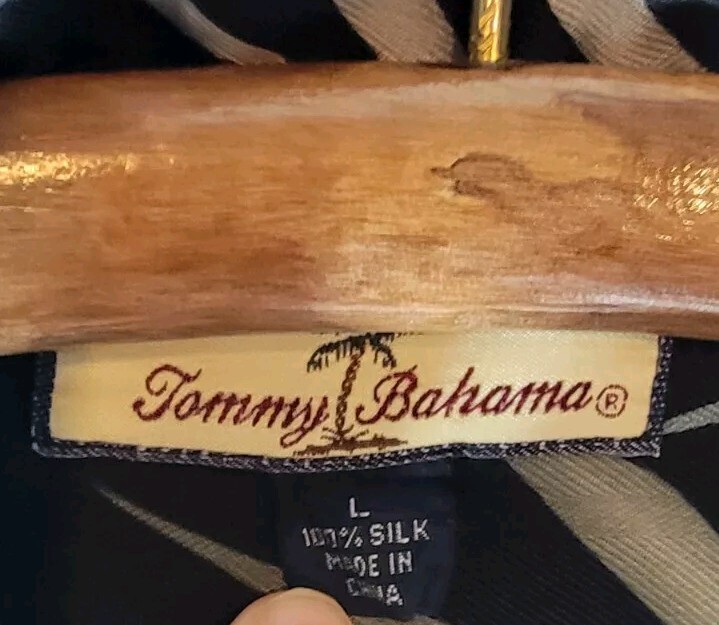 Tommy Bahama®
L
100% SILK
MADE IN
CHINA